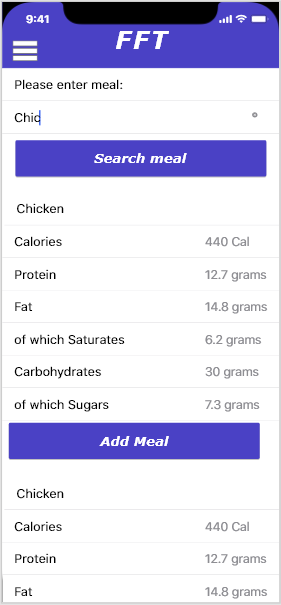 9:41
FFT
Please enter meal:
Chic
Search meal
Chicken
Calories 440 Cal
Protein 12.7 grams
Fat 14.8 grams
of which Saturates 6.2 grams
Carbohydrates 30 grams
of which Sugars 7.3 grams
Add Meal
Chicken
Calories 440 Cal
Protein 12.7 grams
Fat 14.8 grams